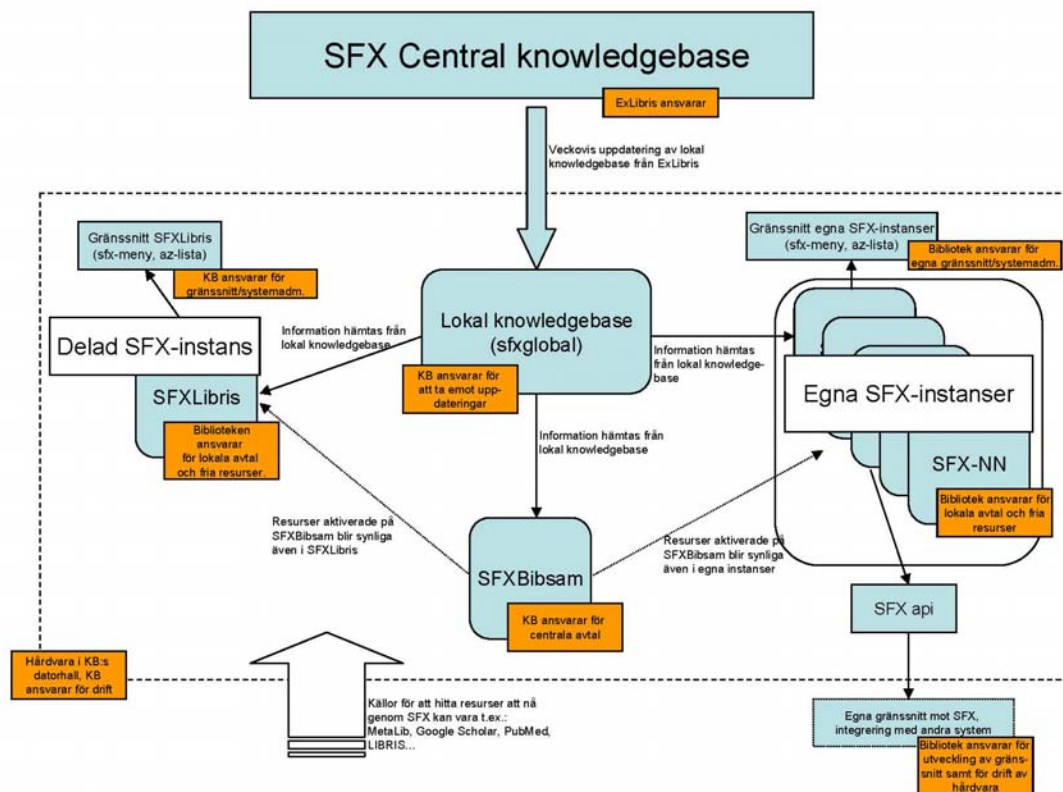 SFX Central knowledgebase
ExLibris ansvarar
Veckovis uppdatering av lokal
knowledgebase från ExLibris
Gränssnitt SFXLibris
(sfx-meny, az-lista)
KB ansvarar för
gränssnitt/systemadm.
Gränssnitt egna SFX-instanser
(sfx-meny, az-lista)
Bibliotek ansvarar för
egna gränssnitt/systemadm.
Delad SFX-instans
SFXLibris
Biblioteken
ansvarar
för lokala avtal
och fria resurser.
Information hämtas från
lokal knowledgebase
Lokal knowledgebase
(sfxglobal)
KB ansvarar för
att ta emot upp-
dateringar
Information hämtas
från lokal knowledge-
base
Egna SFX-instanser
SFX-NN
Bibliotek ansvarar för
lokala avtal och fria
resurser
Information hämtas från
lokal knowledgebase
Resurser aktiverade på
SFXBibsam blir synliga
även i SFXLibris
SFXBibsam
KB ansvarar för
centrala avtal
Resurser aktiverade på
SFXBibsam blir synliga
även i egna instanser
SFX api
Hårdvara i KB:s
datorhall, KB
ansvarar för drift
Källor för att hitta resurser att nå
genom SFX kan vara t.ex.:
MetaLib, Google Scholar, PubMed,
LIBRIS...
Egna gränssnitt mot SFX,
integrering med andra system
Bibliotek ansvarar för
utveckling av gräns-
snitt samt för drift av
hårdvara